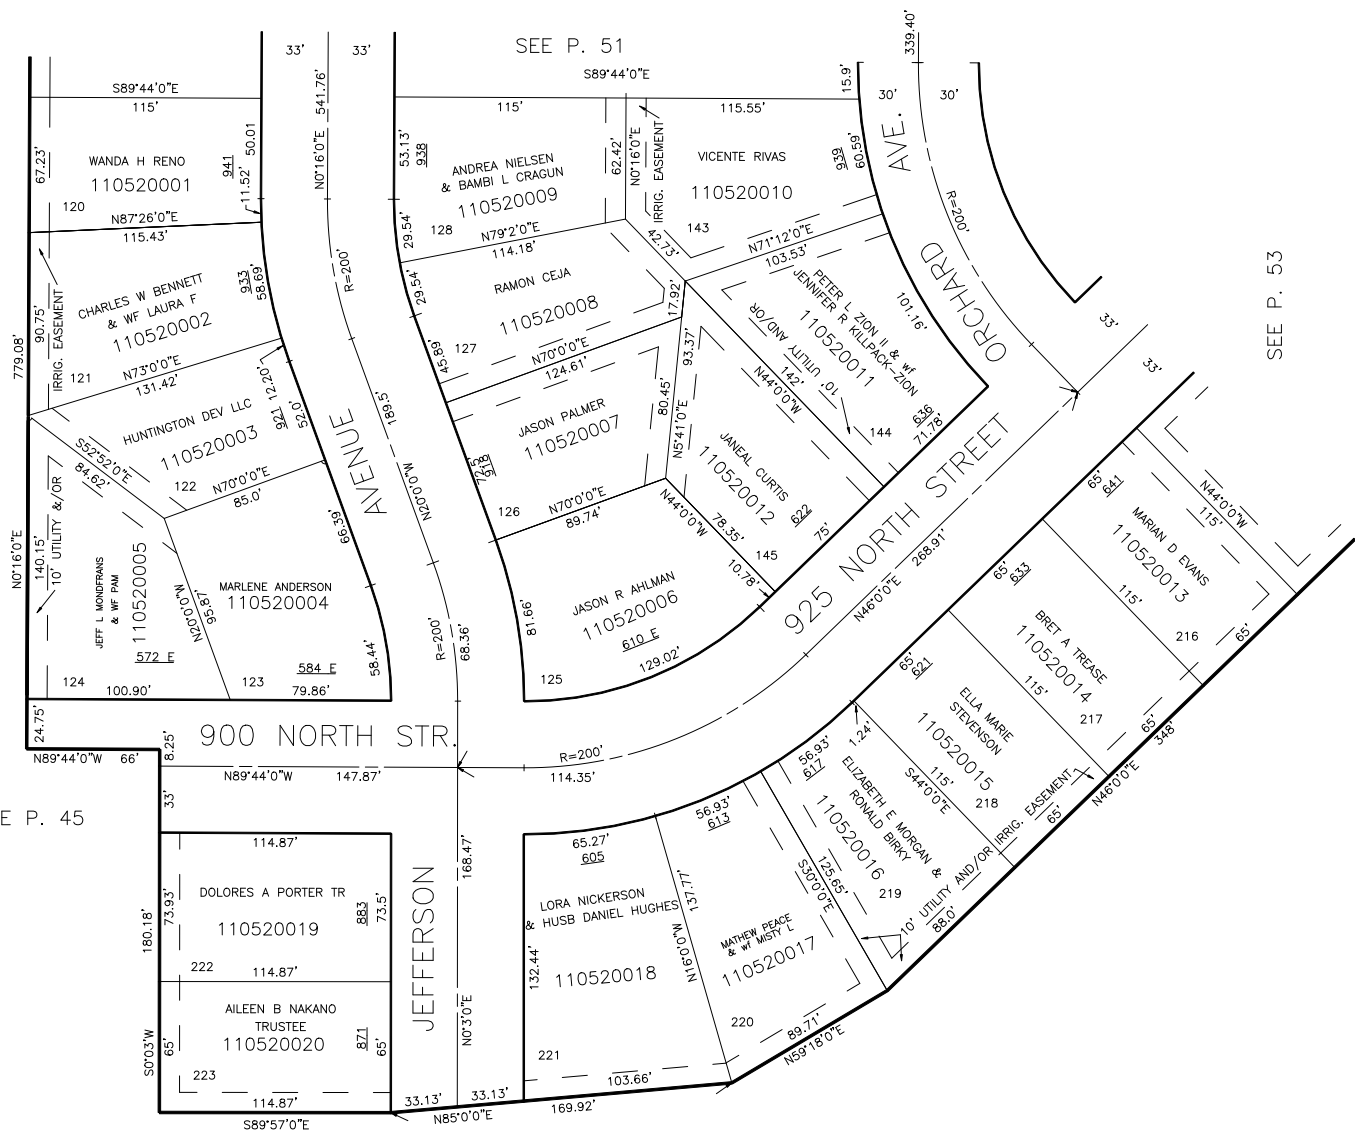 SEE P. 51
S89°44'0"E
S89°44'0"E
33'
33'
541.76'
N0°16'0"E
15.9'
339.40'
30'
30'
115'
67.23'
WANDA H RENO
110520001
941
50.01
11.52'
120
N87°26'0"E
115.43'
115'
53.13'
938
ANDREA NIELSEN
& BAMBI L CRAGUN
110520009
62.42'
N0°16'0"E
IRRIG. EASEMENT
128
N79°2'0"E
114.18'
29.54'
115.55'
VICENTE RIVAS
110520010
939
60.59'
143
42.73'
N71°12'0"E
103.53'
ORCHARD AVE.
R=200'
SEE P. 53
CHARLES W BENNETT
& WF LAURA F
110520002
933
58.69'
90.75'
IRRIG. EASEMENT
121
N73°0'0"E
131.42'
779.08'
N0°16'0"E
RAMON CEJA
110520008
29.54'
45.89'
127
17.92'
N70°0'0"E
124.61'
PETER L ZION II & wf
JENNIFER R KILLPACK-ZION
110520011
10' UTILITY AND/OR
101.16'
142'
N44°0'0"W
144
636
71.78'
33'
33'
HUNTINGTON DEV LLC
110520003
921
12.20'
52.0'
122
S52°52'0"E
84.62'
N70°0'0"E
85.0'
AVENUE
R=200'
189.5'
N20°0'0"W
JASON PALMER
110520007
72.5'
918
80.45'
N5°41'0"E
93.37'
126
N70°0'0"E
89.74'
JANEAL CURTIS
110520012
622
75'
145
N44°0'0"W
78.35'
10.78'
JEFF L MONDFRANS
& WF PAM
110520005
140.15'
10' UTILITY &/OR
572 E
124
100.90'
N20°0'0"W
95.87'
MARLENE ANDERSON
110520004
66.39'
58.44'
584 E
123
79.86'
R=200'
68.36'
81.66'
JASON R AHLMAN
110520006
610 E
129.02'
125
925 NORTH STREET
N46°0'0"E
268.91'
N44°0'0"W
115'
65'
641
MARIAN D EVANS
110520013
216
65'
115'
65'
633
BRET A TREASE
110520014
217
65'
348'
N46°0'0"E
115'
65'
621
ELLA MARIE
STEVENSON
110520015
218
65'
S44°0'0"E
115'
1.24'
24.75'
N89°44'0"W
66'
8.25'
900 NORTH STR.
N89°44'0"W
147.87'
R=200'
114.35'
33'
E P. 45
56.93'
617
ELIZABETH E MORGAN &
RONALD BIRKY
110520016
219
10' UTILITY AND/OR IRRIG. EASEMENT
88.0'
125.65'
S30°0'0"E
56.93'
613
MATHEW PEACE
& wf MISTY L
110520017
220
89.71'
N59°18'0"E
137.77'
N16°0'0"W
65.27'
605
LORA NICKERSON
& HUSB DANIEL HUGHES
110520018
132.44'
221
103.66'
114.87'
DOLORES A PORTER TR
110520019
73.93'
883
73.5'
222
114.87'
180.18'
S0°03'W
AILEEN B NAKANO
TRUSTEE
110520020
65'
871
65'
223
114.87'
S89°57'0"E
JEFFERSON
168.47'
N0°3'0"E
33.13'
33.13'
N85°0'0"E
169.92'